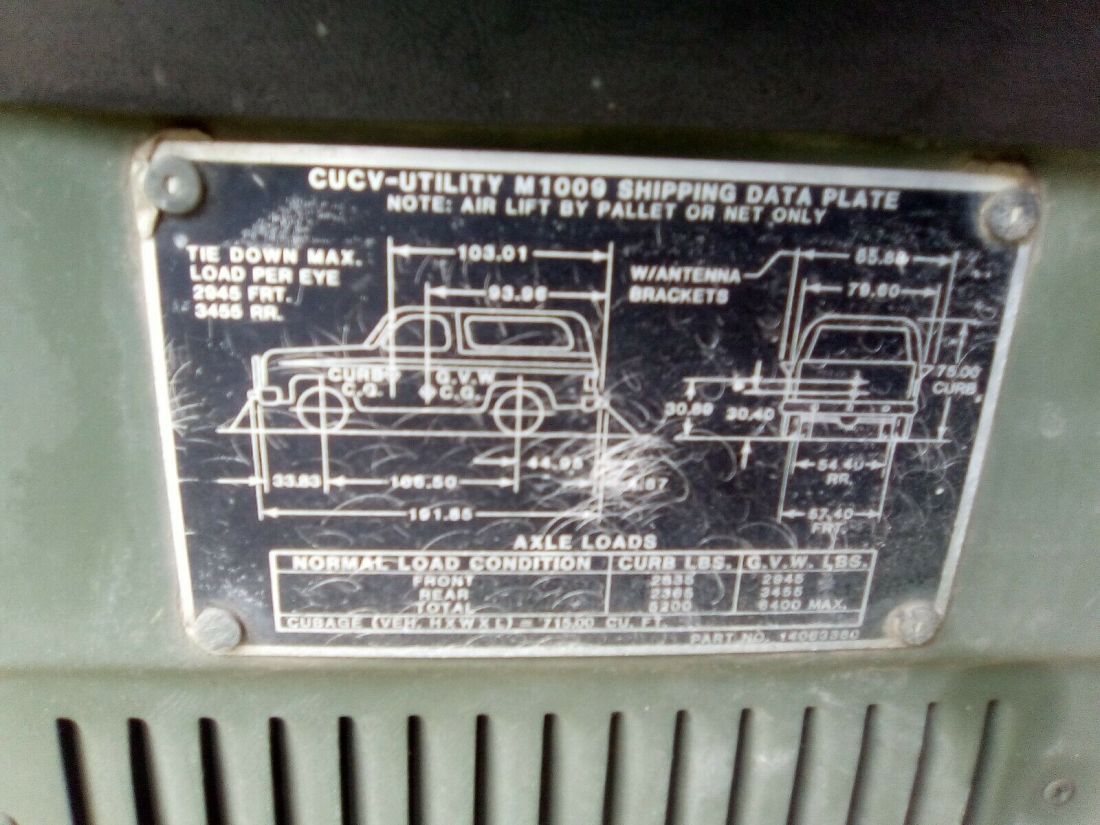 CUCV-UTILITY M1009 SHIPPING DATA PLATE
NOTE: AIR LIFT BY PALLET OR NET ONLY
TIE DOWN MAX.
LOAD PER EYE
2945 FRT.
3455 RR.
103.01
W/ANTENNA
BRACKETS
79.60
CURB
C.G.
G.V.W.
C.G.
75.00
CURB
30.40
44.95
33.83
106.50
191.85
54.40
RR.
57.40
FRT.
AXLE LOADS
NORMAL LOAD CONDITION CURB LBS. G.V.W. LBS.
FRONT 2835 2945
REAR 2365 3455
TOTAL 5200 6400 MAX.
CUBAGE (VEH. HXWXL) = 715.00 CU. FT.
PART NO.